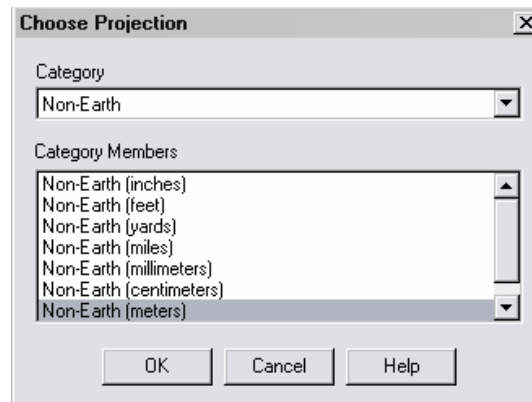 Choose Projection
Category
Non-Earth
Category Members
Non-Earth (inches)
Non-Earth (feet)
Non-Earth (yards)
Non-Earth (miles)
Non-Earth (millimeters)
Non-Earth (centimeters)
Non-Earth (meters)
OK Cancel Help